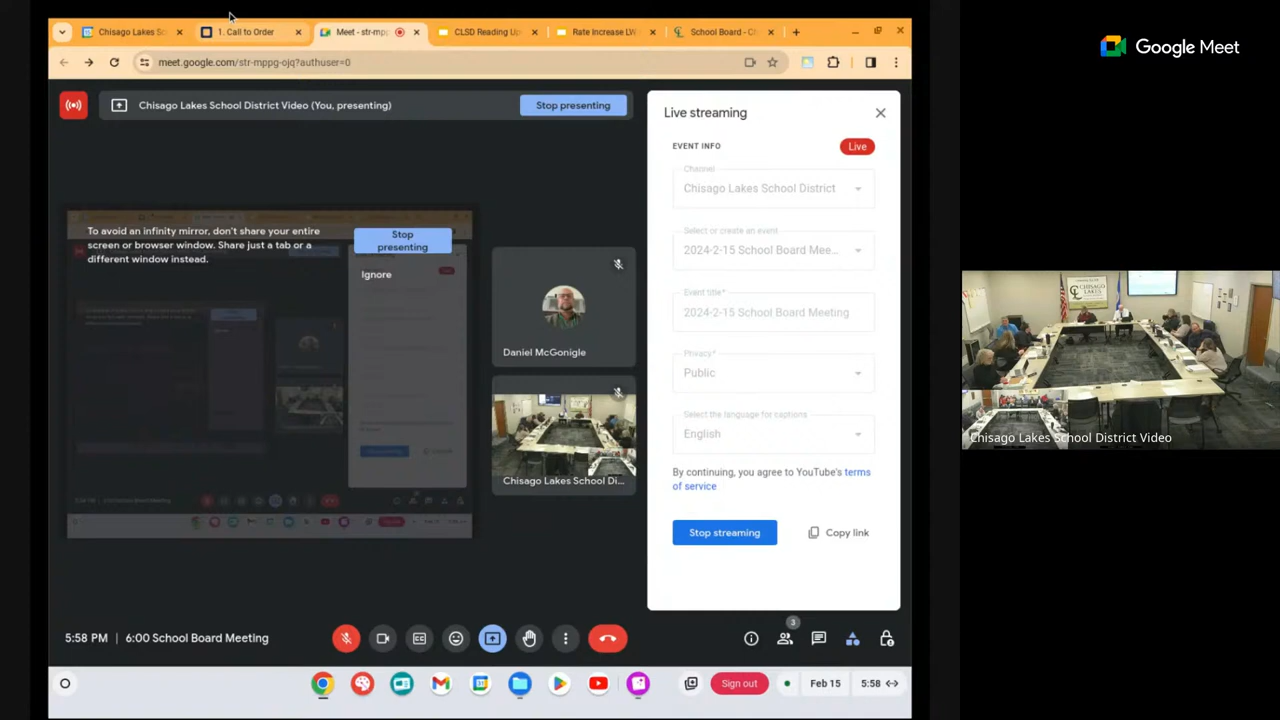 Chisago Lakes Sc
1. Call to Order
Meet - str-mpp
CLSD Reading Up
Rate Increase LW
School Board - C
meet.google.com/str-mppg-ojq?authuser=0
Google Meet
Chisago Lakes School District Video (You, presenting)
Stop presenting
Live streaming
EVENT INFO
Live
Channel
Chisago Lakes School District
To avoid an infinity mirror, don't share your entire
screen or browser window. Share just a tab or a
different window instead.
Stop
presenting
Ignore
Select or create an event
2024-2-15 School Board Mee...
Event title*
2024-2-15 School Board Meeting
Daniel McGonigle
Privacy*
Public
Select the language for captions
English
Chisago Lakes School Di...
By continuing, you agree to YouTube's terms
of service
Stop streaming
Copy link
CHISAGO
LAKES
Chisago Lakes School District Video
5:58 PM | 6:00 School Board Meeting
3
Sign out
Feb 15
5:58